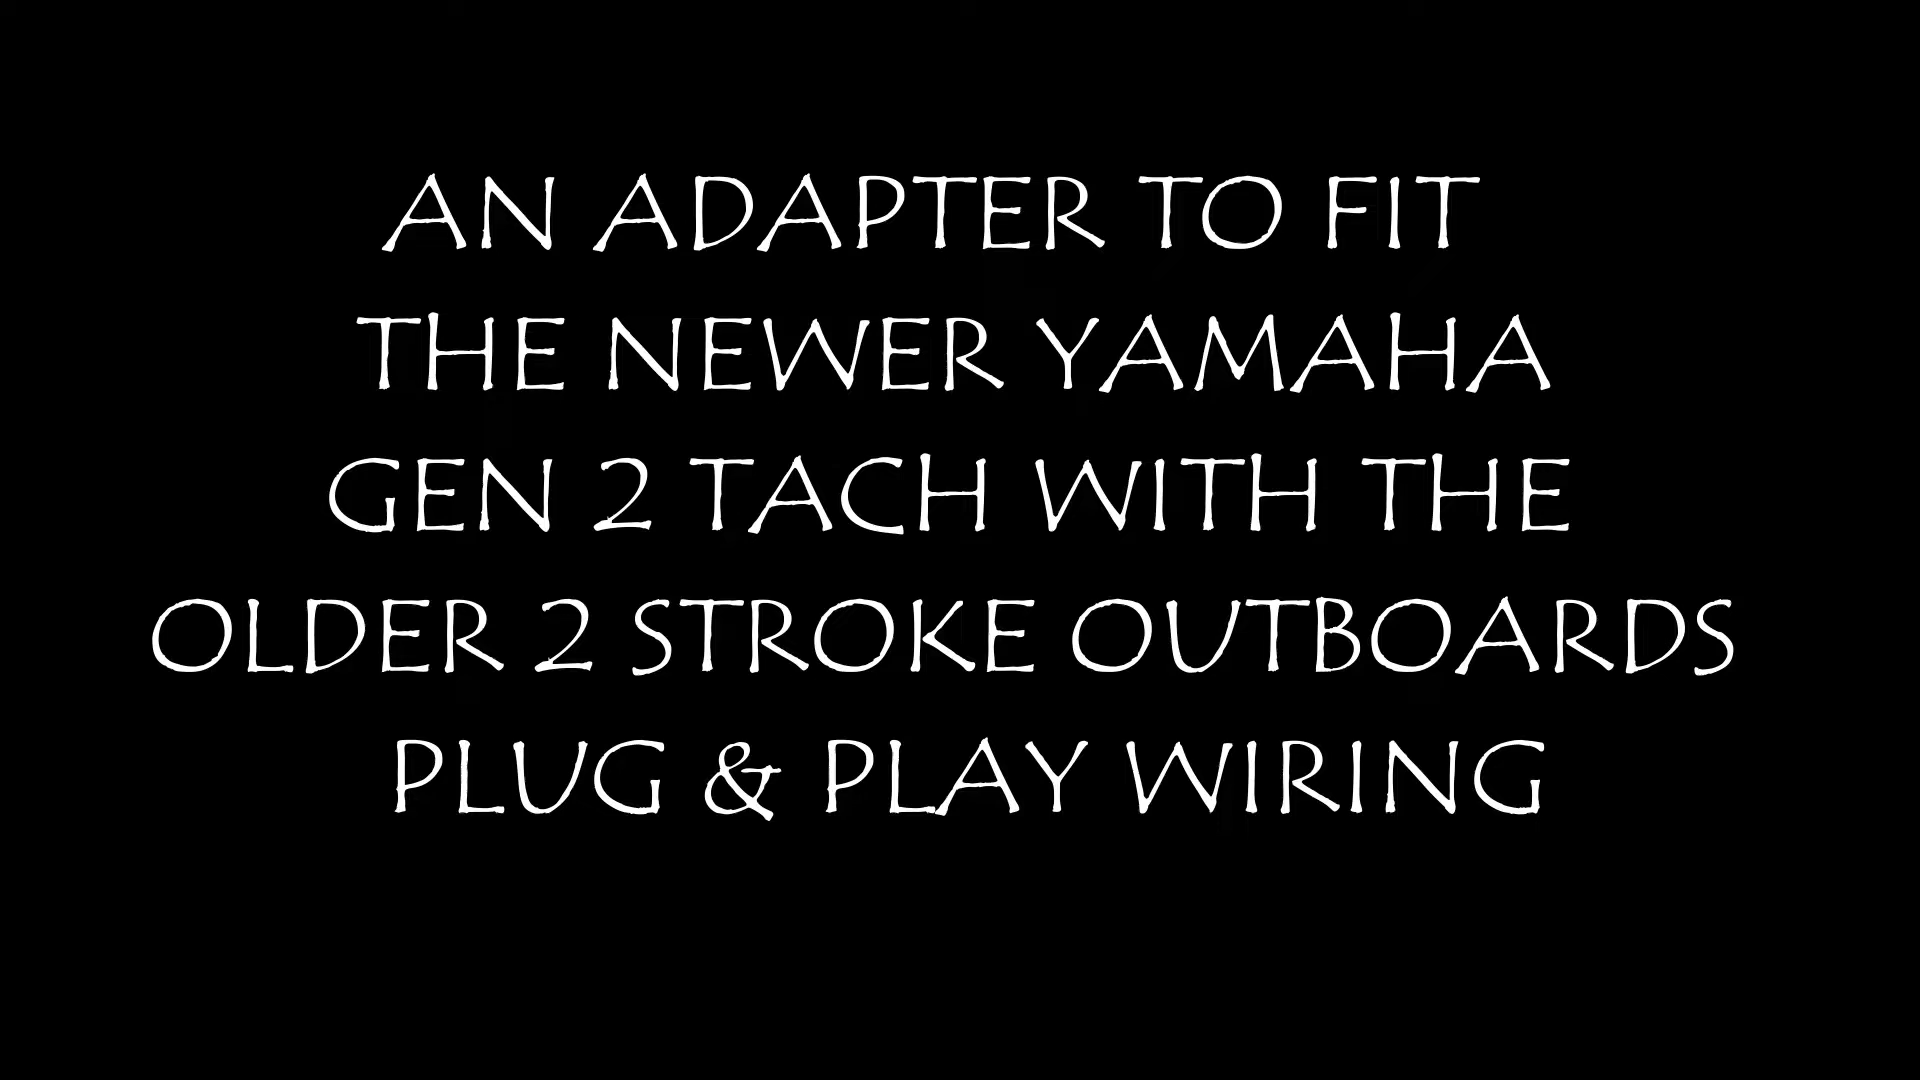 AN ADAPTER TO FIT
THE NEWER YAMAHA
GEN 2 TACH WITH THE
OLDER 2 STROKE OUTBOARDS
PLUG & PLAY WIRING